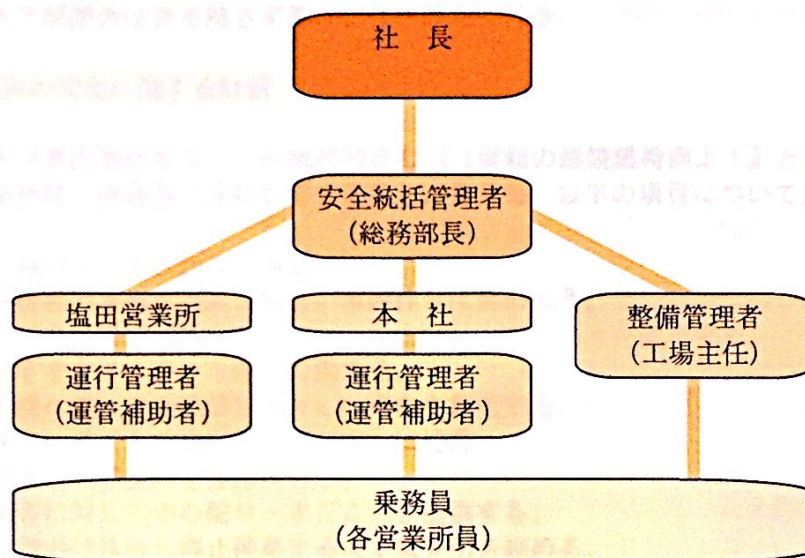 社 長
安全統括管理者
(総務部長)
塩田営業所
本 社
整備管理者
(工場主任)
運行管理者
(運管補助者)
運行管理者
(運管補助者)
乗務員
(各営業所員)